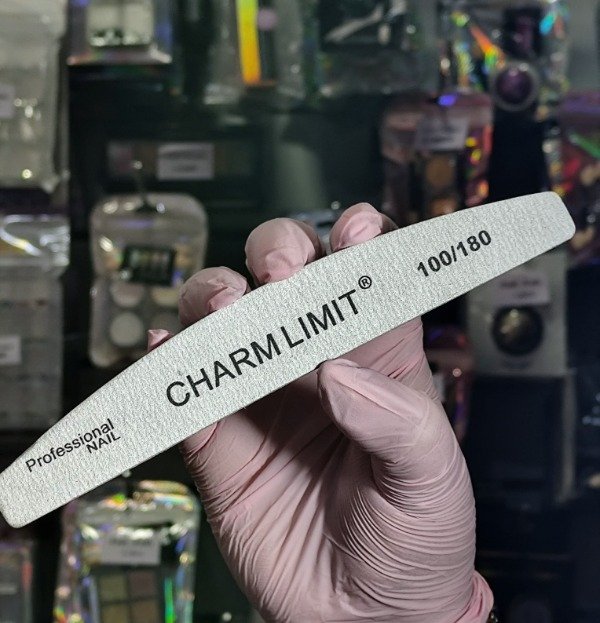 Professional
NAIL
CHARM LIMIT®
100/180